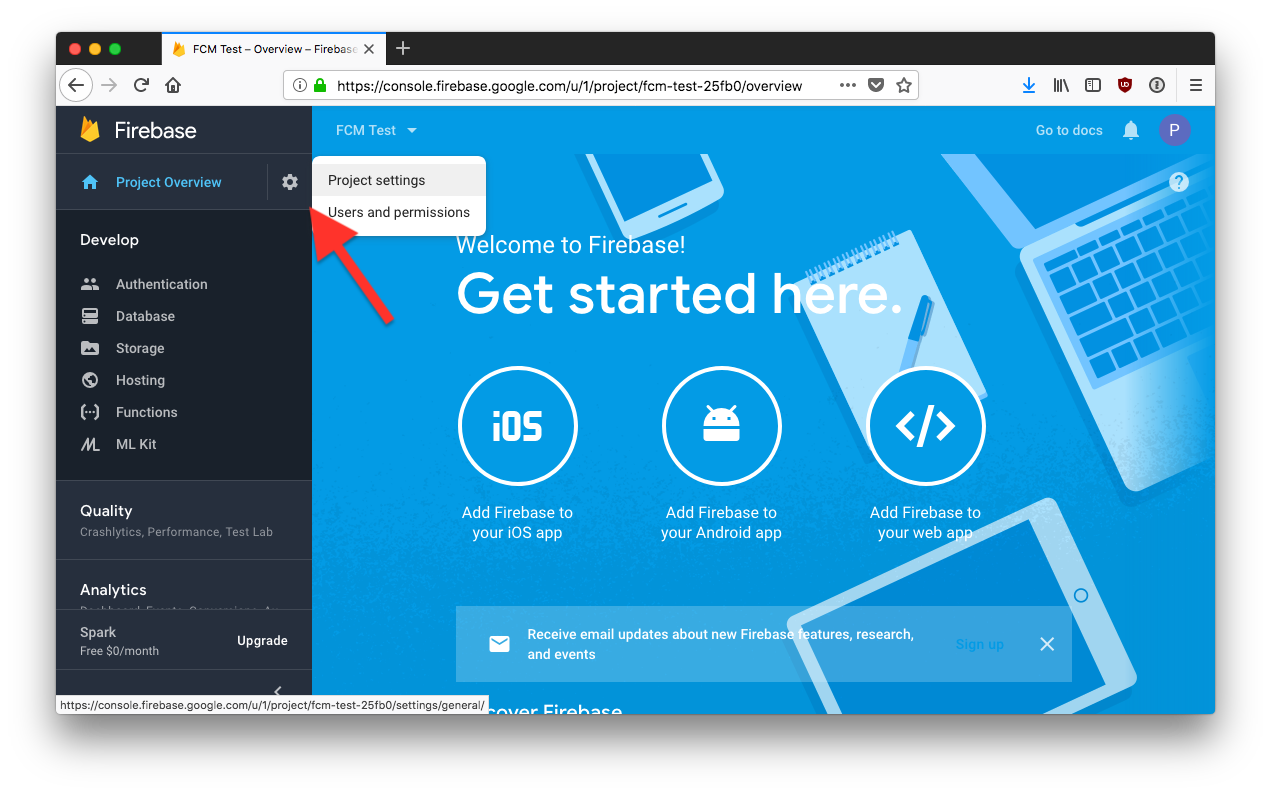 FCM Test – Overview – Firebase
https://console.firebase.google.com/u/1/project/fcm-test-25fb0/overview
Firebase
FCM Test
Go to docs
P
Project Overview
Project settings
Users and permissions
?
Develop
Authentication
Database
Storage
Hosting
Functions
ML Kit
Quality
Crashlytics, Performance, Test Lab
Analytics
Dashboard, Events, Conversions, Au
Spark
Free $0/month
Upgrade
Welcome to Firebase!
Get started here.
iOS
Add Firebase to
your iOS app
Add Firebase to
your Android app
Add Firebase to
your web app
Receive email updates about new Firebase features, research,
and events
Sign up
cover Firebase
https://console.firebase.google.com/u/1/project/fcm-test-25fb0/settings/general/